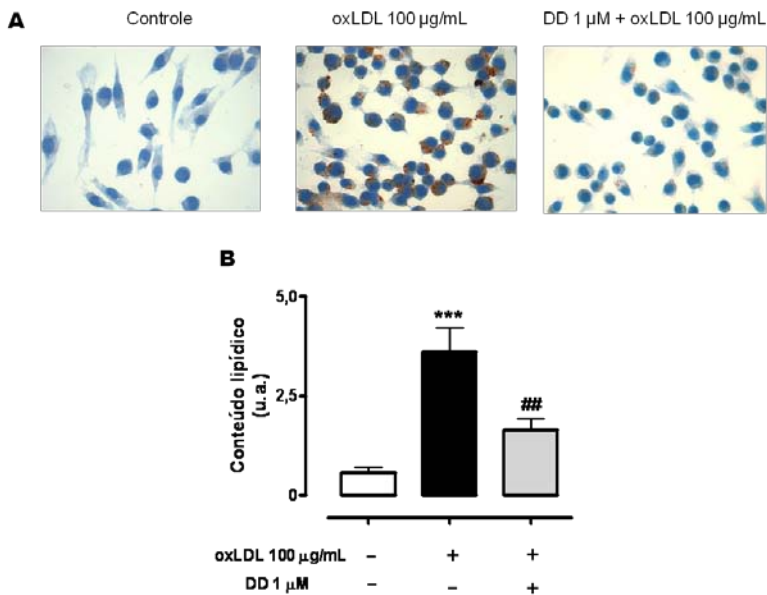 A
Controle
oxLDL 100 µg/mL
DD 1 µM + oxLDL 100 µg/mL
B
Conteúdo lipídico
(u.a.)
5,0
2,5
0
***
##
oxLDL 100 µg/mL − + +
DD 1 µM − − +